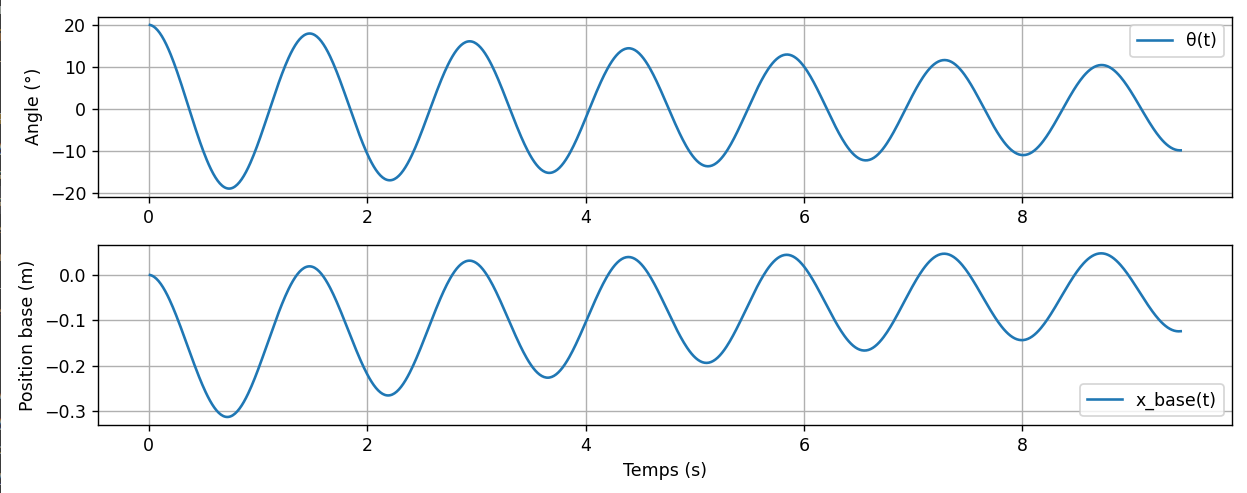 20
10
0
−10
−20
Angle (°)
θ(t)
0 2 4 6 8
0.0
−0.1
−0.2
−0.3
Position base (m)
x_base(t)
0 2 4 6 8
Temps (s)